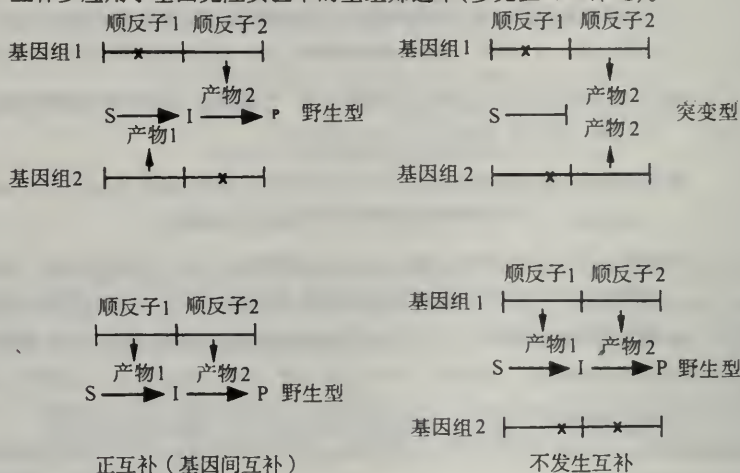 顺反子1 顺反子2
基因组1
产物2
S I P 野生型
产物1
基因组2
顺反子1 顺反子2
基因组1
产物2
S 突变型
产物2
基因组2
顺反子1 顺反子2
产物1 产物2
S I P 野生型
正互补(基因间互补)
顺反子1 顺反子2
基因组1
产物1 产物2
S I P 野生型
基因组2
不发生互补